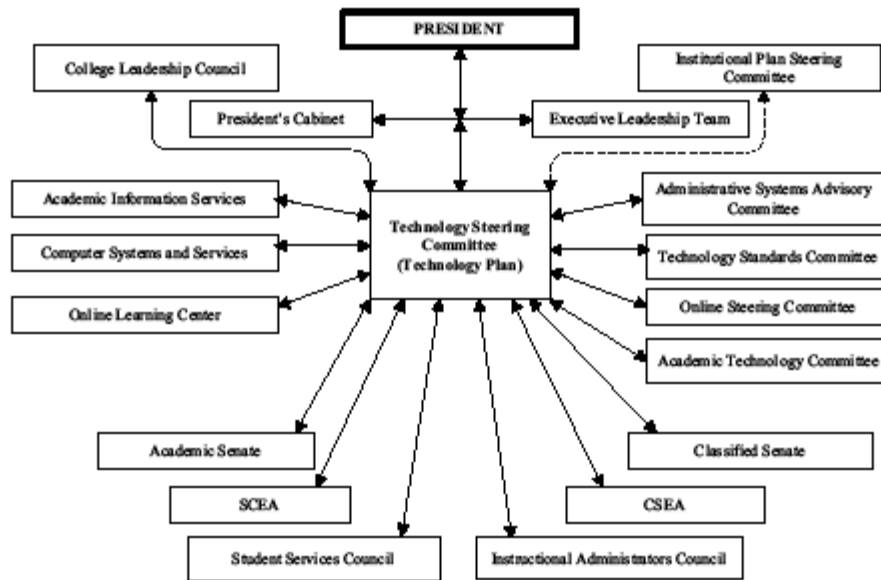 PRESIDENT
College Leadership Council
Institutional Plan Steering
Committee
President's Cabinet
Executive Leadership Team
Academic Information Services
Technology Steering
Committee
(Technology Plan)
Administrative Systems Advisory
Committee
Computer Systems and Services
Technology Standards Committee
Online Learning Center
Online Steering Committee
Academic Technology Committee
Academic Senate
Classified Senate
SCEA
CSEA
Student Services Council
Instructional Administrators Council